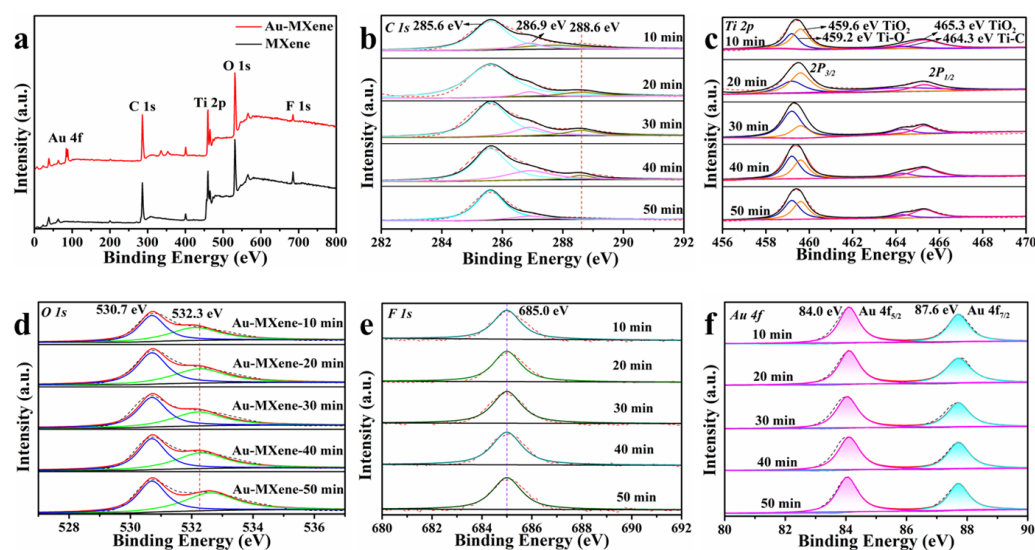 a
Au-MXene
MXene
O 1s
C 1s
Ti 2p
F 1s
Au 4f
Intensity (a.u.)
0 100 200 300 400 500 600 700 800
Binding Energy (eV)
b
C 1s
285.6 eV
286.9 eV
288.6 eV
10 min
20 min
30 min
40 min
50 min
Intensity (a.u.)
282 284 286 288 290 292
Binding Energy (eV)
c
Ti 2p
10 min
459.6 eV TiO2
459.2 eV Ti-O2
465.3 eV TiO2
464.3 eV Ti-C
20 min
2P3/2
2P1/2
30 min
40 min
50 min
Intensity (a.u.)
456 458 460 462 464 466 468 470
Binding Energy (eV)
d
O 1s
530.7 eV
532.3 eV
Au-MXene-10 min
Au-MXene-20 min
Au-MXene-30 min
Au-MXene-40 min
Au-MXene-50 min
Intensity (a.u.)
528 530 532 534 536
Binding Energy (eV)
e
F 1s
685.0 eV
10 min
20 min
30 min
40 min
50 min
Intensity (a.u.)
680 682 684 686 688 690 692
Binding Energy (eV)
f
Au 4f
84.0 eV
Au 4f5/2
87.6 eV
Au 4f7/2
10 min
20 min
30 min
40 min
50 min
Intensity (a.u.)
80 82 84 86 88 90
Binding Energy (eV)